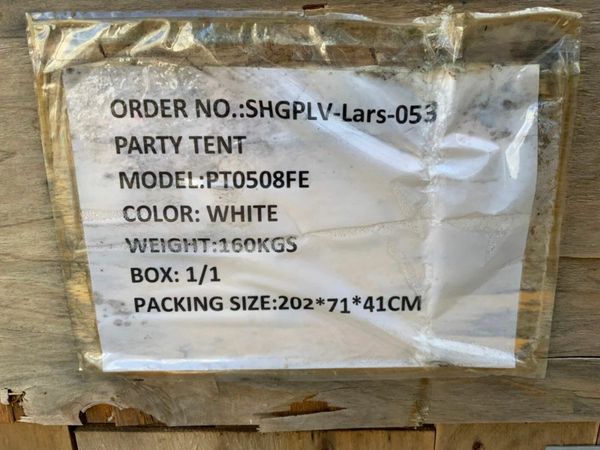 ORDER NO.:SHGPLV-Lars-053
PARTY TENT
MODEL:PT0508FE
COLOR: WHITE
WEIGHT:160KGS
BOX: 1/1
PACKING SIZE:202*71*41CM